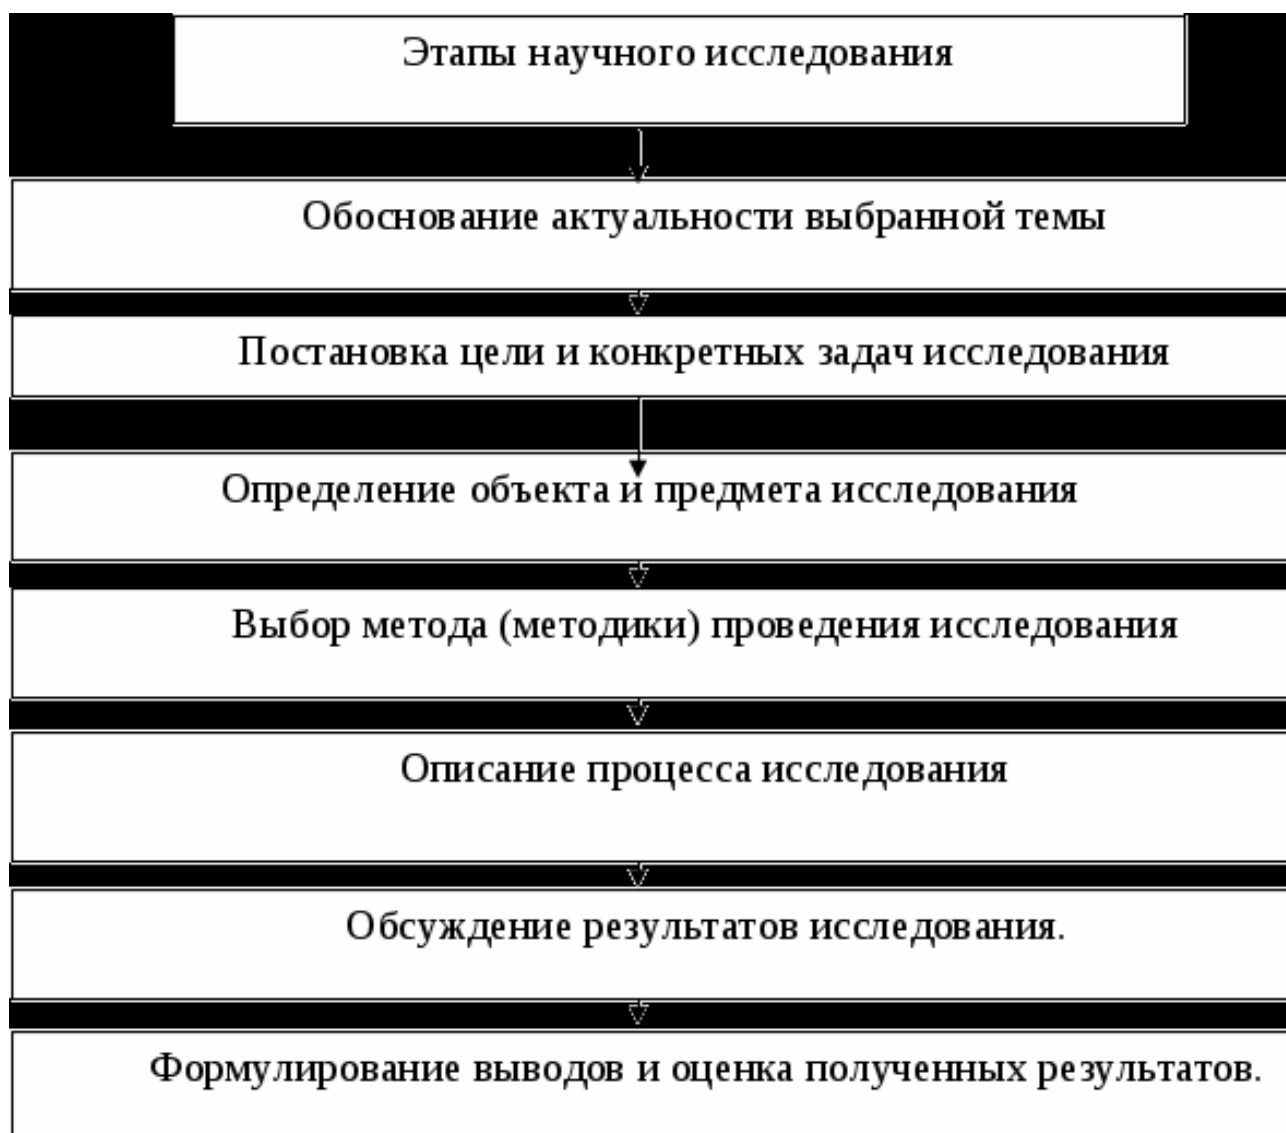 Этапы научного исследования
Обоснование актуальности выбранной темы
Постановка цели и конкретных задач исследования
Определение объекта и предмета исследования
Выбор метода (методики) проведения исследования
Описание процесса исследования
Обсуждение результатов исследования.
Формулирование выводов и оценка полученных результатов.